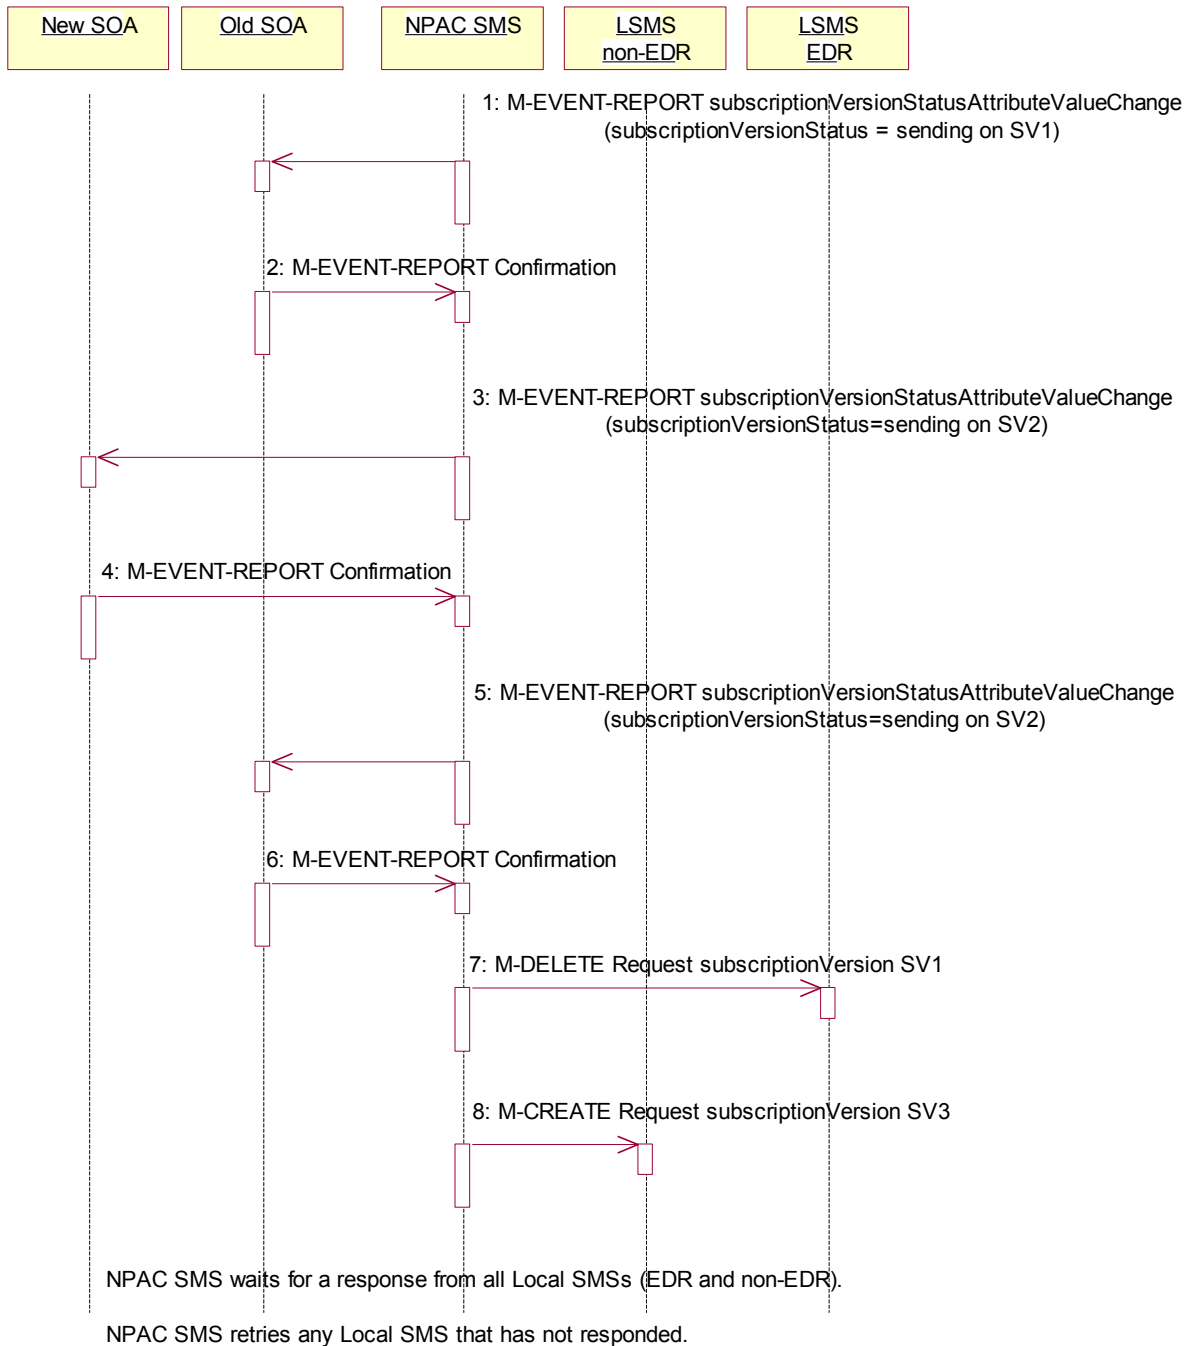 New SOA
Old SOA
NPAC SMS
LSMS
non-EDR
LSMS
EDR
1: M-EVENT-REPORT subscriptionVersionStatusAttributeValueChange
(subscriptionVersionStatus = sending on SV1)
2: M-EVENT-REPORT Confirmation
3: M-EVENT-REPORT subscriptionVersionStatusAttributeValueChange
(subscriptionVersionStatus=sending on SV2)
4: M-EVENT-REPORT Confirmation
5: M-EVENT-REPORT subscriptionVersionStatusAttributeValueChange
(subscriptionVersionStatus=sending on SV2)
6: M-EVENT-REPORT Confirmation
7: M-DELETE Request subscriptionVersion SV1
8: M-CREATE Request subscriptionVersion SV3
NPAC SMS waits for a response from all Local SMSs (EDR and non-EDR).
NPAC SMS retries any Local SMS that has not responded.